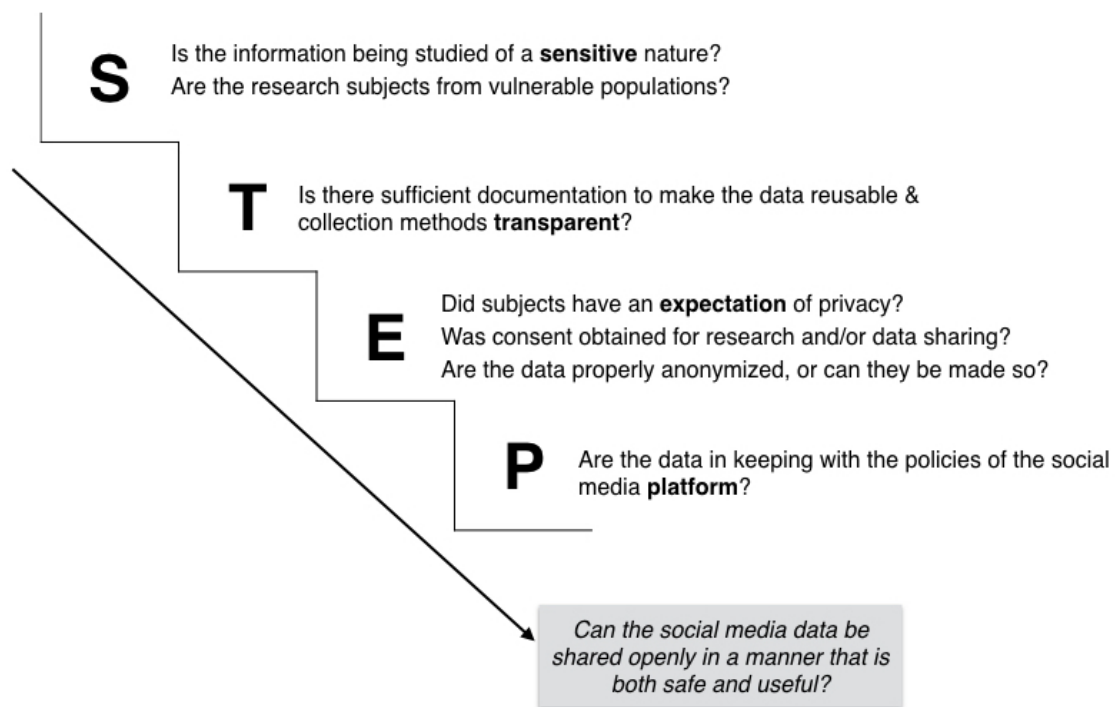 S
Is the information being studied of a sensitive nature?
Are the research subjects from vulnerable populations?
T
Is there sufficient documentation to make the data reusable &
collection methods transparent?
E
Did subjects have an expectation of privacy?
Was consent obtained for research and/or data sharing?
Are the data properly anonymized, or can they be made so?
P
Are the data in keeping with the policies of the social
media platform?
Can the social media data be
shared openly in a manner that is
both safe and useful?